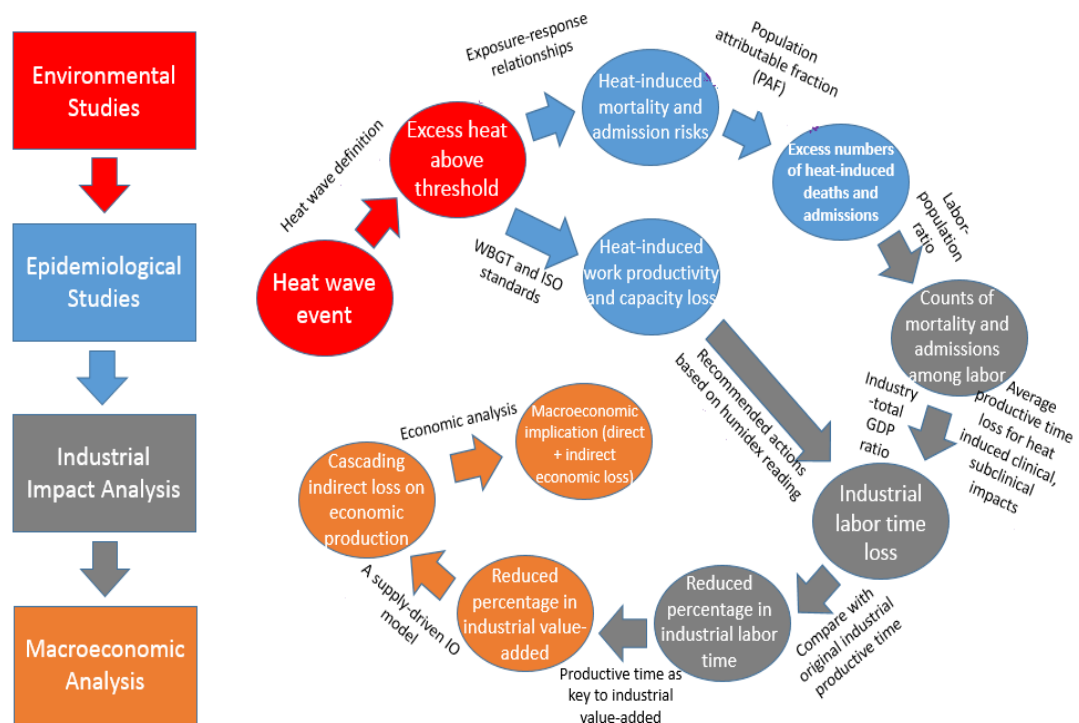 Environmental
Studies
Epidemiological
Studies
Industrial
Impact Analysis
Macroeconomic
Analysis
Heat wave
event
Heat wave definition
Excess heat
above
threshold
Exposure-response
relationships
Heat-induced
mortality and
admission risks
Population
attributable fraction
(PAF)
Excess numbers
of heat-induced
deaths and
admissions
WBGT and ISO
standards
Heat-induced
work productivity
and capacity loss
Labor-
population
ratio
Counts of
mortality and
admissions
among labor
Recommended actions
based on humidex reading
Industry
-total
GDP
ratio
Average
productive time
loss for heat
induced clinical,
subclinical
impacts
Industrial
labor time
loss
Compare with
original industrial
productive time
Reduced
percentage in
industrial labor
time
Productive time as
key to industrial
value-added
Reduced
percentage in
industrial value-
added
A supply-driven IO
model
Cascading
indirect loss on
economic
production
Economic analysis
Macroeconomic
implication (direct
+ indirect
economic loss)